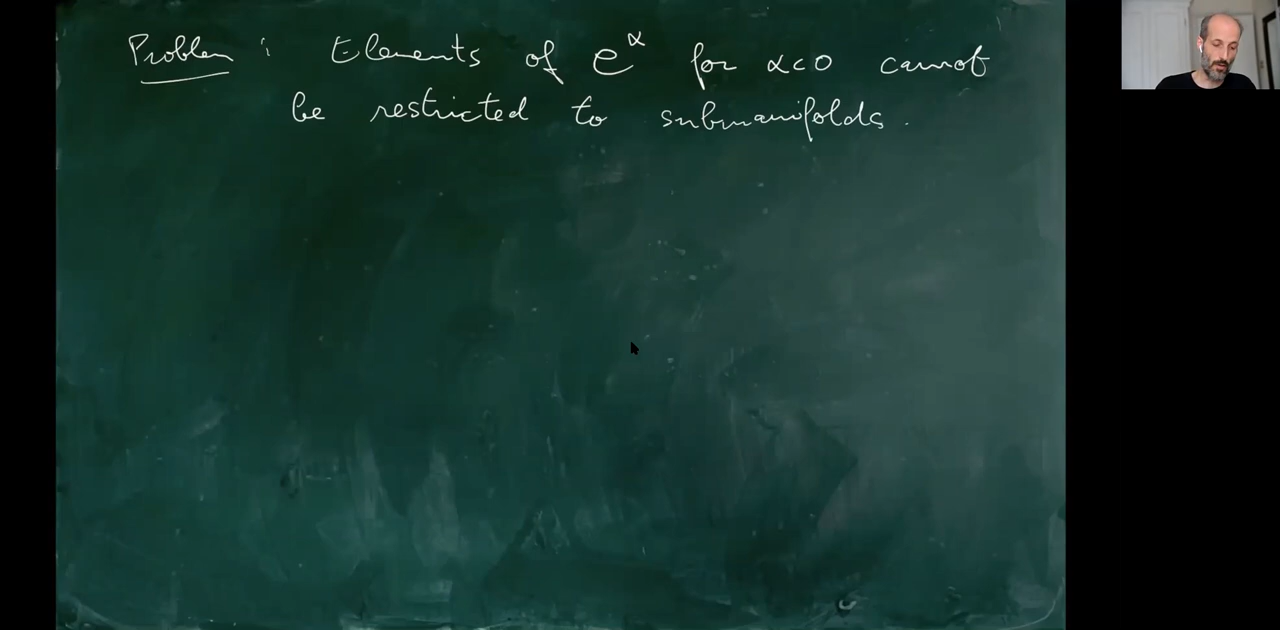 Problem : Elements of C^α for α<0 cannot
be restricted to submanifolds.